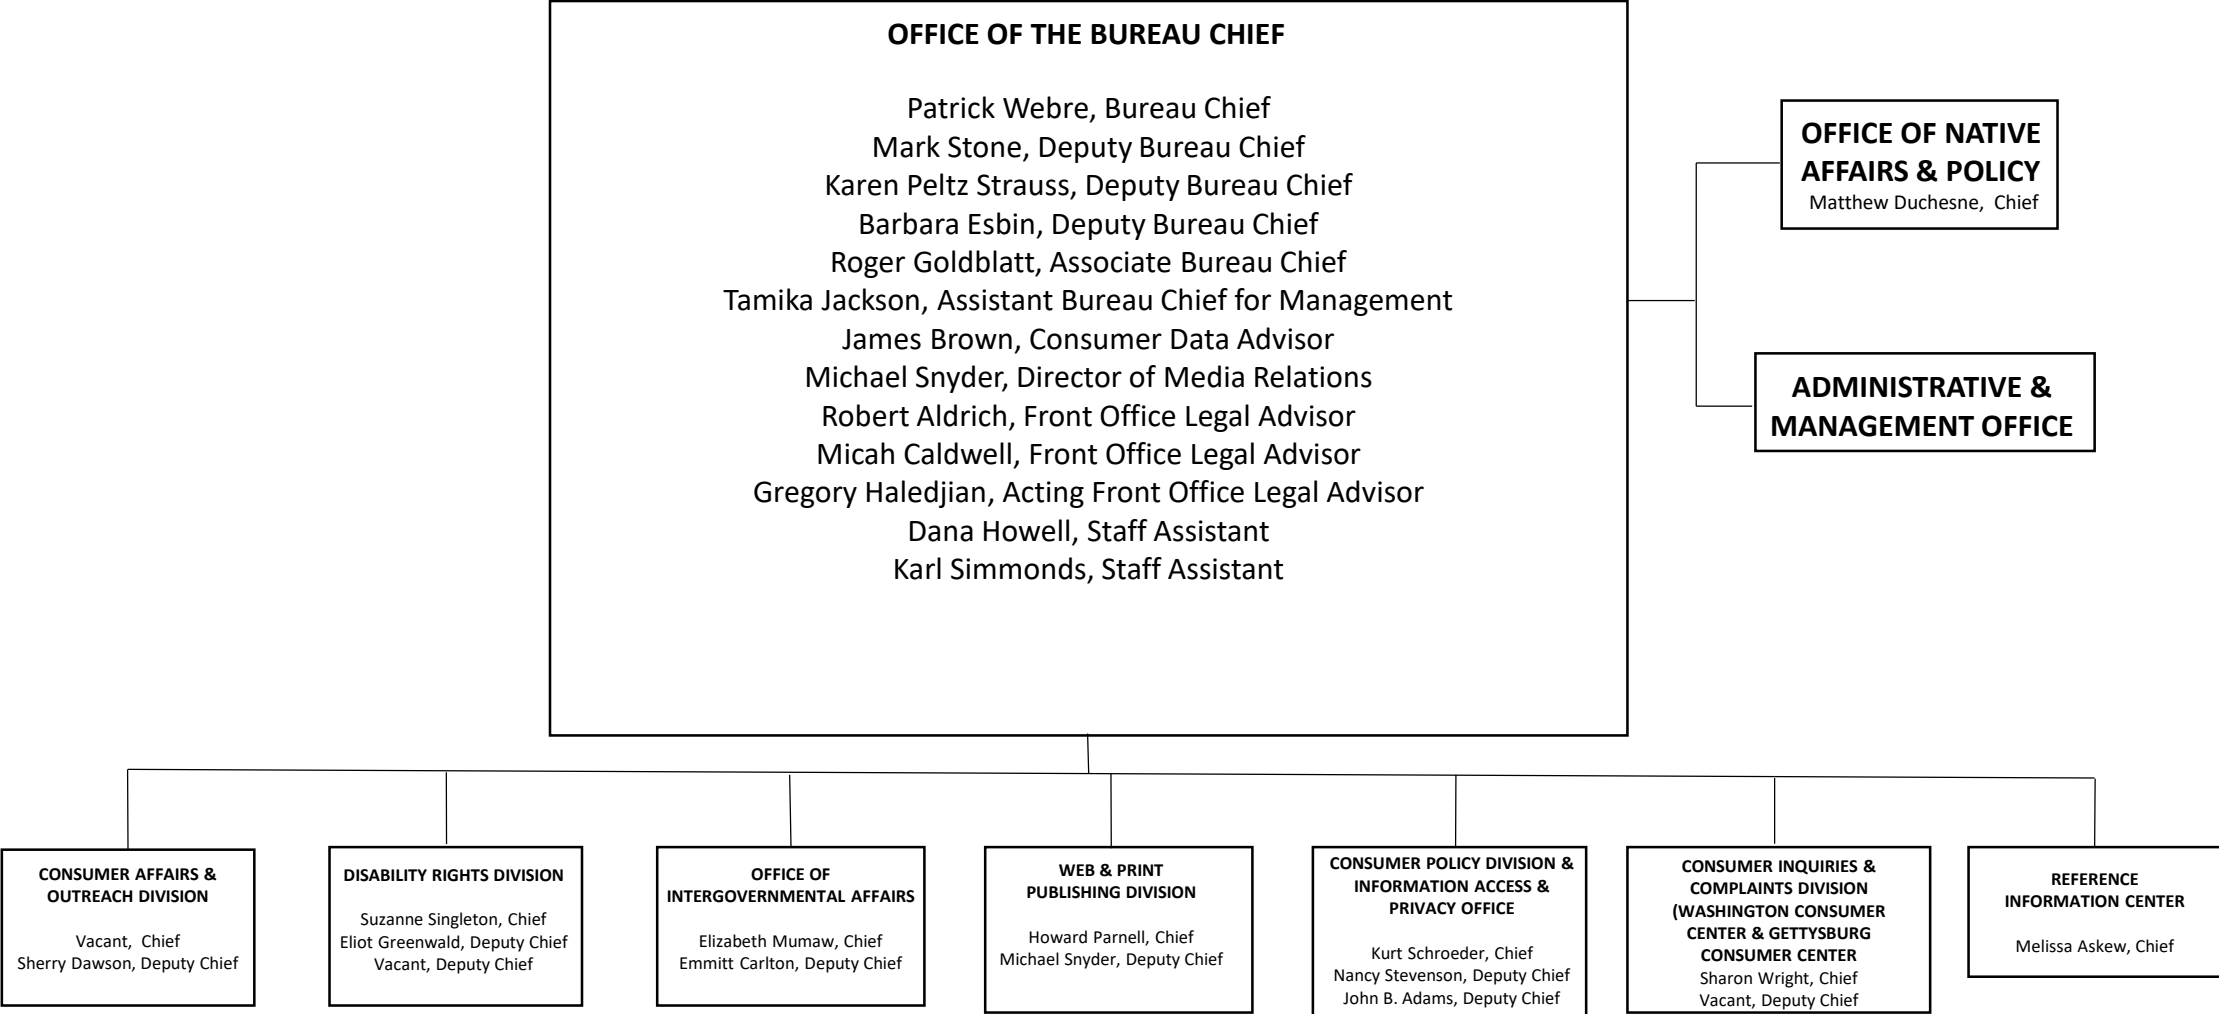 OFFICE OF THE BUREAU CHIEF
Patrick Webre, Bureau Chief
Mark Stone, Deputy Bureau Chief
Karen Peltz Strauss, Deputy Bureau Chief
Barbara Esbin, Deputy Bureau Chief
Roger Goldblatt, Associate Bureau Chief
Tamika Jackson, Assistant Bureau Chief for Management
James Brown, Consumer Data Advisor
Michael Snyder, Director of Media Relations
Robert Aldrich, Front Office Legal Advisor
Micah Caldwell, Front Office Legal Advisor
Gregory Haledjian, Acting Front Office Legal Advisor
Dana Howell, Staff Assistant
Karl Simmonds, Staff Assistant
OFFICE OF NATIVE
AFFAIRS & POLICY
Matthew Duchesne,  Chief
ADMINISTRATIVE &
MANAGEMENT OFFICE
CONSUMER AFFAIRS &
OUTREACH DIVISION
Vacant,  Chief
Sherry Dawson, Deputy Chief
DISABILITY RIGHTS DIVISION
Suzanne Singleton, Chief
Eliot Greenwald, Deputy Chief
Vacant, Deputy Chief
OFFICE OF
INTERGOVERNMENTAL AFFAIRS
Elizabeth Mumaw, Chief
Emmitt Carlton, Deputy Chief
WEB & PRINT
PUBLISHING DIVISION
Howard Parnell, Chief
Michael Snyder, Deputy Chief
CONSUMER POLICY DIVISION &
INFORMATION ACCESS &
PRIVACY OFFICE
Kurt Schroeder, Chief
Nancy Stevenson, Deputy Chief
John B. Adams, Deputy Chief
CONSUMER INQUIRIES &
COMPLAINTS DIVISION
(WASHINGTON CONSUMER
CENTER & GETTYSBURG
CONSUMER CENTER
Sharon Wright, Chief
Vacant, Deputy Chief
REFERENCE
INFORMATION CENTER
Melissa Askew, Chief